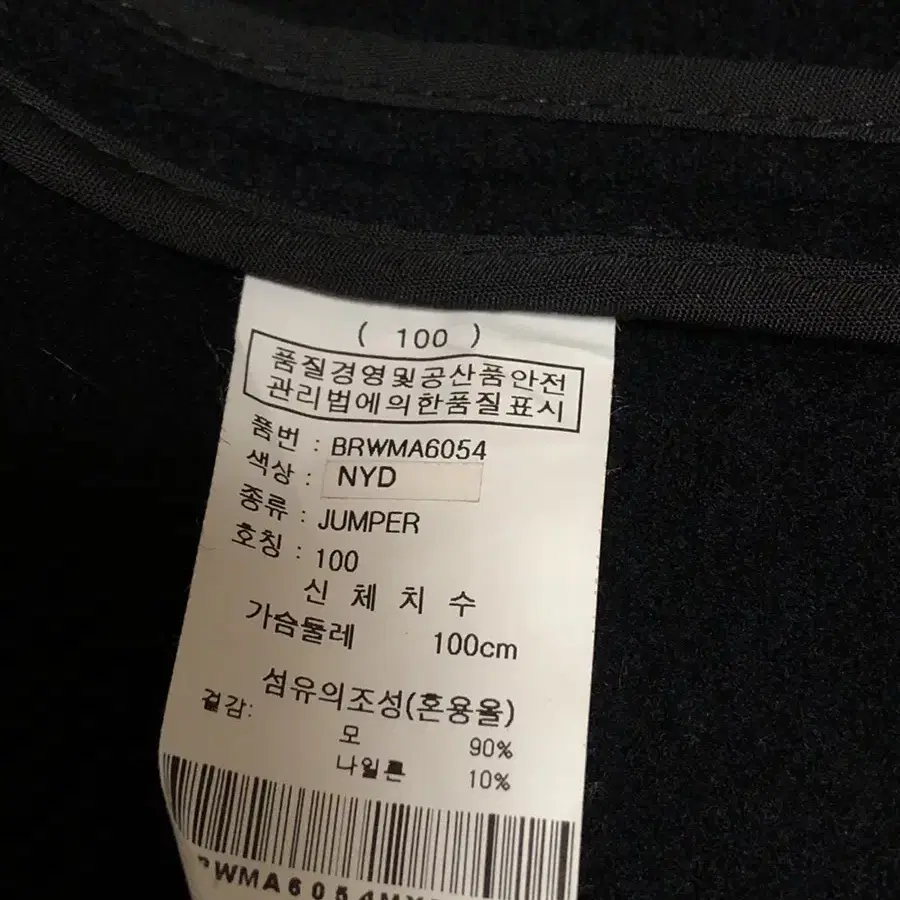 ( 100 )
품질경영및공산품안전
관리법에의한품질표시
품번 : BRWMA6054
색상 : NYD
종류 : JUMPER
호칭 : 100
신 체 치 수
가슴둘레 100cm
섬유의조성(혼용율)
겉감:
모 90%
나일론 10%
RWMA6054MX